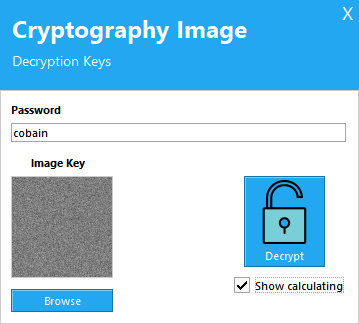 X
Cryptography Image
Decryption Keys
Password
cobain
Image Key
Decrypt
Show calculating
Browse